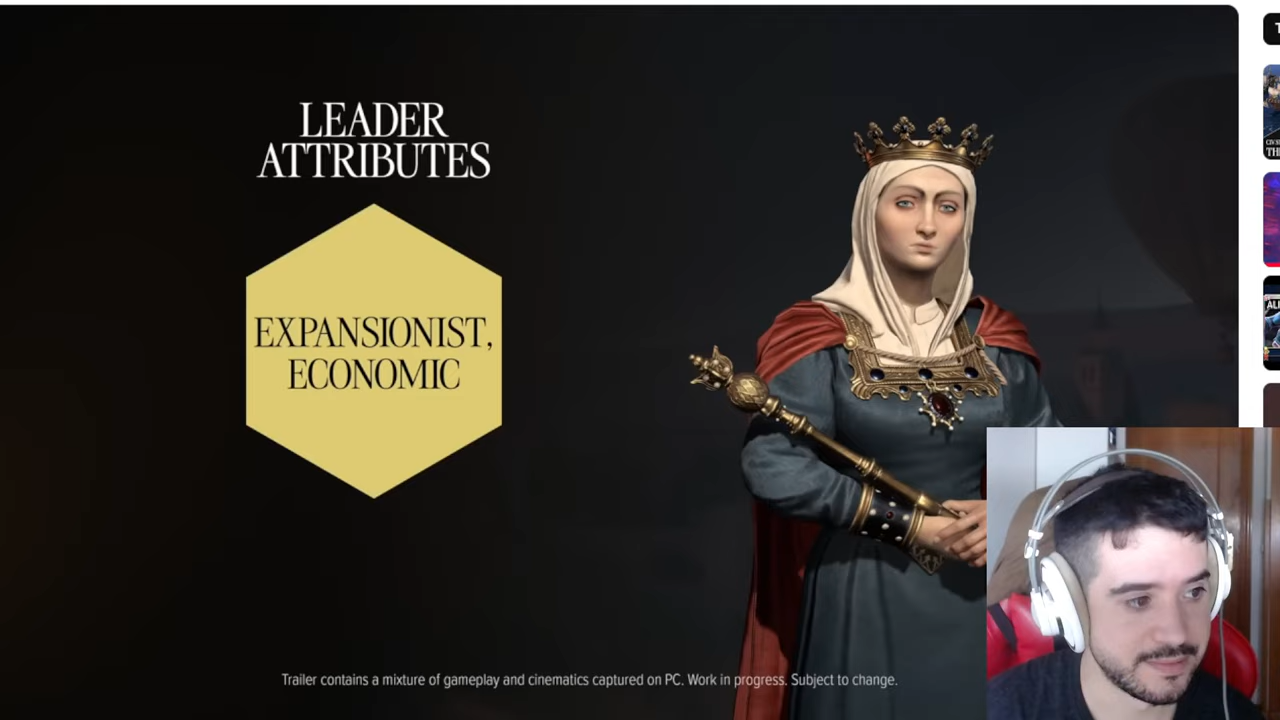 LEADER
ATTRIBUTES
EXPANSIONIST,
ECONOMIC
Trailer contains a mixture of gameplay and cinematics captured on PC. Work in progress. Subject to change.